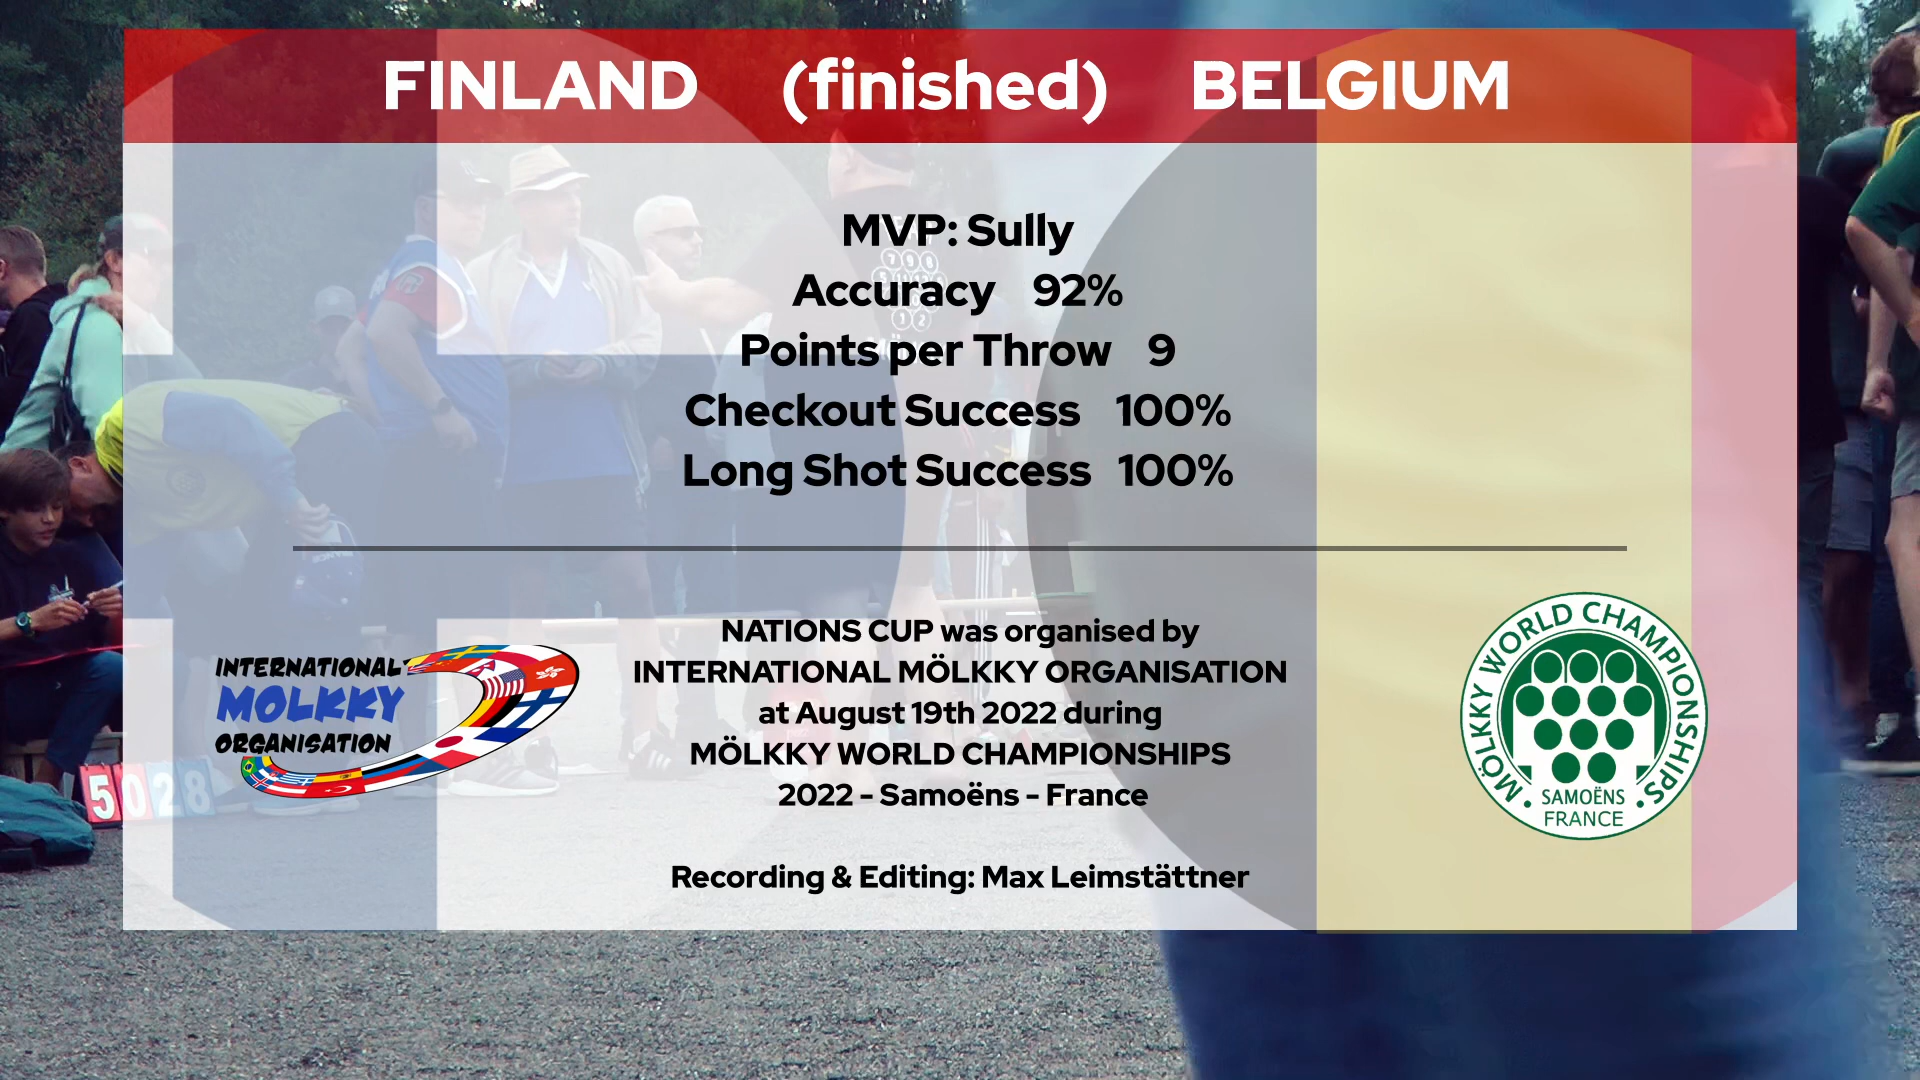 FINLAND (finished) BELGIUM
MVP: Sully
Accuracy 92%
Points per Throw 9
Checkout Success 100%
Long Shot Success 100%
NATIONS CUP was organised by
INTERNATIONAL MÖLKKY ORGANISATION
at August 19th 2022 during
MÖLKKY WORLD CHAMPIONSHIPS
2022 - Samoëns - France
Recording & Editing: Max Leimstättner
INTERNATIONAL
MOLKKY
ORGANISATION
MÖLKKY WORLD CHAMPIONSHIPS
SAMOËNS
FRANCE
50 28